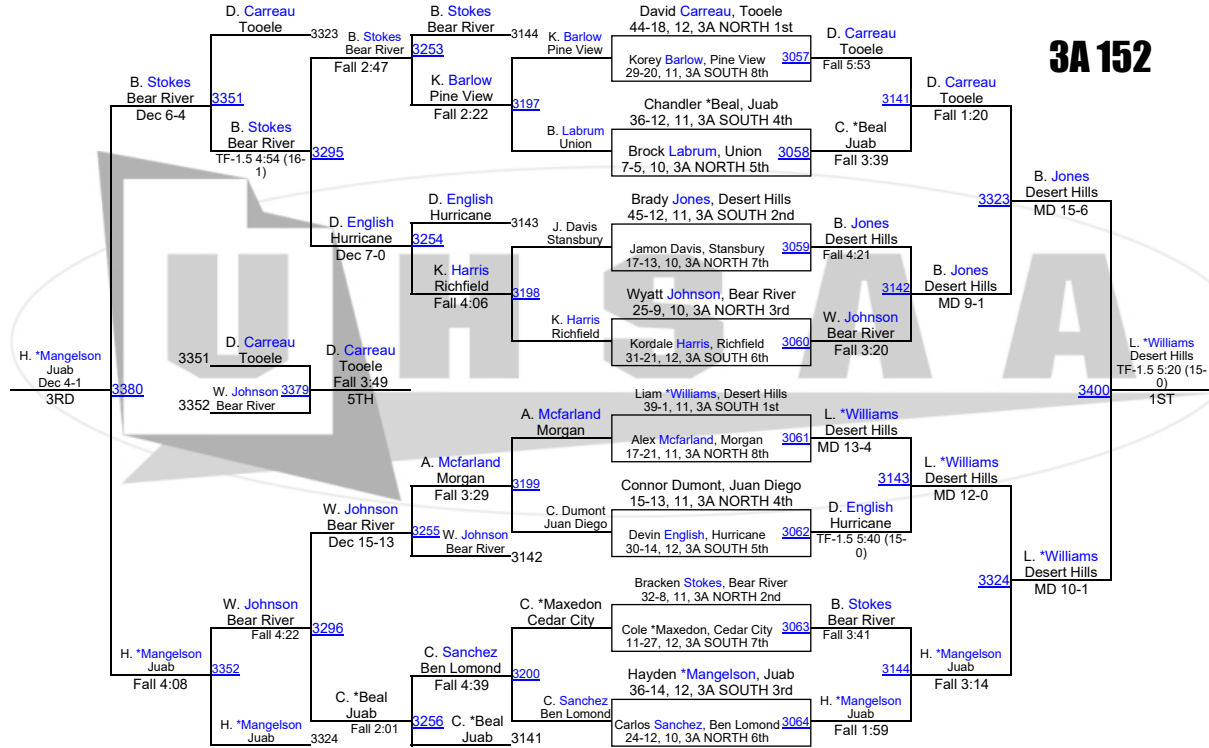 3A 152
D. Carreau
Tooele
3323
B. Stokes
Bear River
Fall 2:47
B. Stokes
Bear River
3144
3253
K. Barlow
Pine View
David Carreau, Tooele
44-18, 12, 3A NORTH 1st
Korey Barlow, Pine View
29-20, 11, 3A SOUTH 8th
3057
D. Carreau
Tooele
Fall 5:53
B. Stokes
Bear River
Dec 6-4
3351
K. Barlow
Pine View
Fall 2:22
3197
Chandler *Beal, Juab
36-12, 11, 3A SOUTH 4th
3141
D. Carreau
Tooele
Fall 1:20
B. Stokes
Bear River
TF-1.5 4:54 (16-
1)
3295
B. Labrum
Union
Brock Labrum, Union
7-5, 10, 3A NORTH 5th
3058
C. *Beal
Juab
Fall 3:39
D. English
Hurricane
Dec 7-0
D. English
Hurricane
3143
3254
J. Davis
Stansbury
Brady Jones, Desert Hills
45-12, 11, 3A SOUTH 2nd
Jamon Davis, Stansbury
17-13, 10, 3A NORTH 7th
3059
B. Jones
Desert Hills
Fall 4:21
3323
B. Jones
Desert Hills
MD 15-6
K. Harris
Richfield
Fall 4:06
3198
Wyatt Johnson, Bear River
25-9, 10, 3A NORTH 3rd
3142
B. Jones
Desert Hills
MD 9-1
K. Harris
Richfield
Kordale Harris, Richfield
31-21, 12, 3A SOUTH 6th
3060
W. Johnson
Bear River
Fall 3:20
UHSAA
H. *Mangelson
Juab
Dec 4-1
3RD
3380
3351
D. Carreau
Tooele
3352
W. Johnson
Bear River
3379
D. Carreau
Tooele
Fall 3:49
5TH
3400
L. *Williams
Desert Hills
TF-1.5 5:20 (15-
0)
1ST
A. Mcfarland
Morgan
Liam *Williams, Desert Hills
39-1, 11, 3A SOUTH 1st
Alex Mcfarland, Morgan
17-21, 11, 3A NORTH 8th
3061
L. *Williams
Desert Hills
MD 13-4
A. Mcfarland
Morgan
Fall 3:29
3199
Connor Dumont, Juan Diego
15-13, 11, 3A NORTH 4th
3143
L. *Williams
Desert Hills
MD 12-0
W. Johnson
Bear River
Dec 15-13
3255
W. Johnson
Bear River
3142
C. Dumont
Juan Diego
Devin English, Hurricane
30-14, 12, 3A SOUTH 5th
3062
D. English
Hurricane
TF-1.5 5:40 (15-
0)
3324
L. *Williams
Desert Hills
MD 10-1
W. Johnson
Bear River
Fall 4:22
3296
C. *Maxedon
Cedar City
Bracken Stokes, Bear River
32-8, 11, 3A NORTH 2nd
Cole *Maxedon, Cedar City
11-27, 12, 3A SOUTH 7th
3063
B. Stokes
Bear River
Fall 3:41
H. *Mangelson
Juab
Fall 4:08
3352
C. Sanchez
Ben Lomond
Fall 4:39
3200
Hayden *Mangelson, Juab
36-14, 12, 3A SOUTH 3rd
3144
H. *Mangelson
Juab
Fall 3:14
H. *Mangelson
Juab
3324
C. *Beal
Juab
Fall 2:01
3256
C. *Beal
Juab
3141
C. Sanchez
Ben Lomond
Carlos Sanchez, Ben Lomond
24-12, 10, 3A NORTH 6th
3064
H. *Mangelson
Juab
Fall 1:59